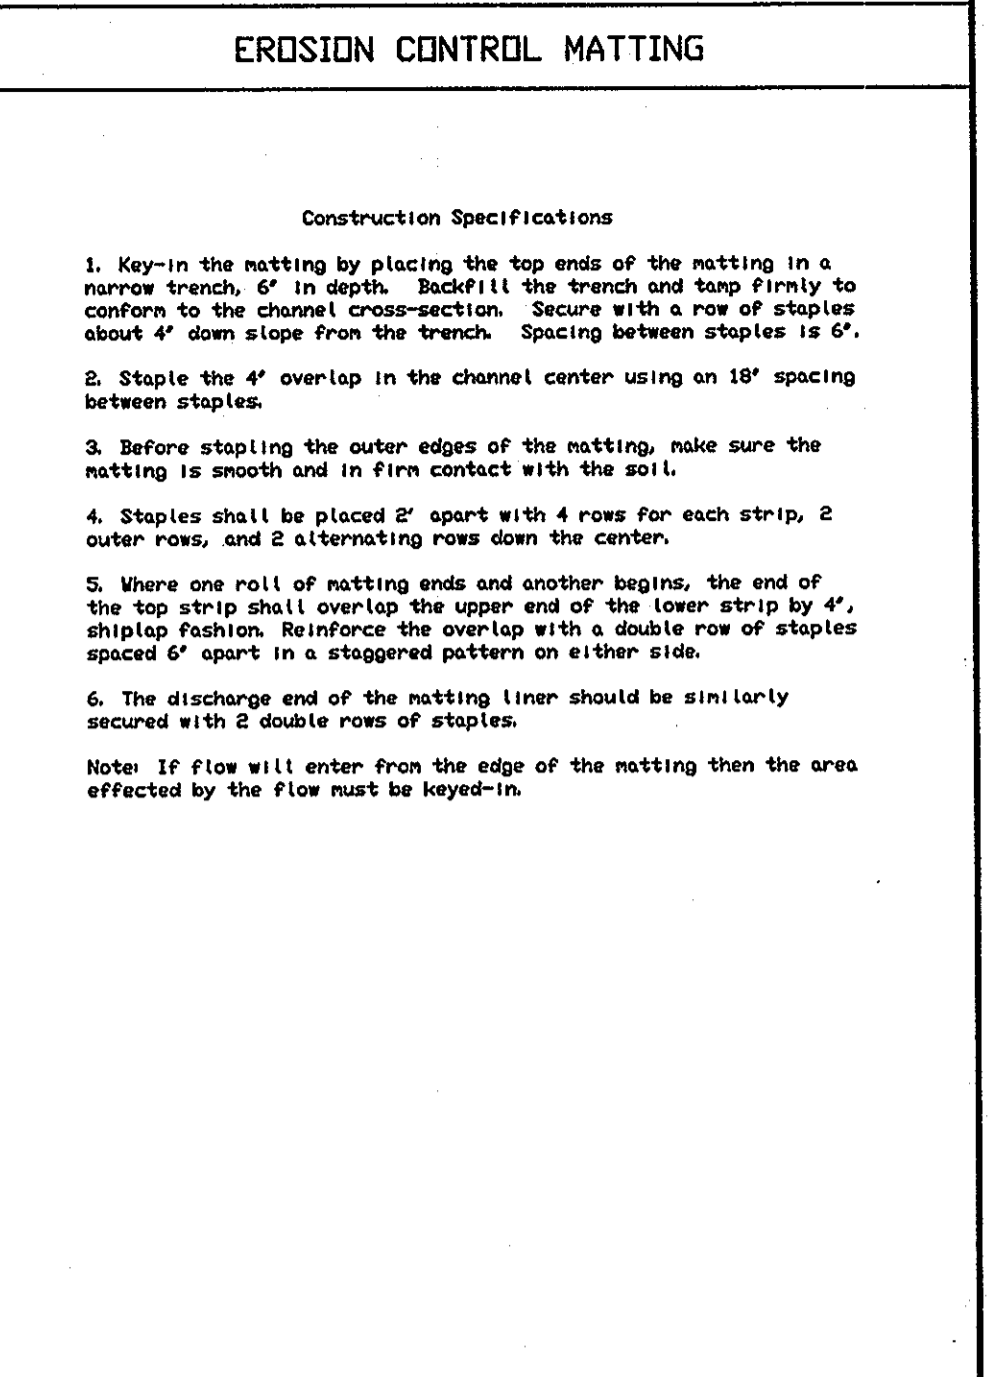 EROSION CONTROL MATTING
Construction Specifications
1. Key-in the matting by placing the top ends of the matting in a
narrow trench, 6" in depth. Backfill the trench and tamp firmly to
conform to the channel cross-section. Secure with a row of staples
about 4" down slope from the trench. Spacing between staples is 6".
2. Staple the 4" overlap in the channel center using an 18" spacing
between staples.
3. Before stapling the outer edges of the matting, make sure the
matting is smooth and in firm contact with the soil.
4. Staples shall be placed 2' apart with 4 rows for each strip, 2
outer rows, and 2 alternating rows down the center.
5. Where one roll of matting ends and another begins, the end of
the top strip shall overlap the upper end of the lower strip by 4",
shiplap fashion. Reinforce the overlap with a double row of staples
spaced 6" apart in a staggered pattern on either side.
6. The discharge end of the matting liner should be similarly
secured with 2 double rows of staples.
Note: If flow will enter from the edge of the matting then the area
effected by the flow must be keyed-in.